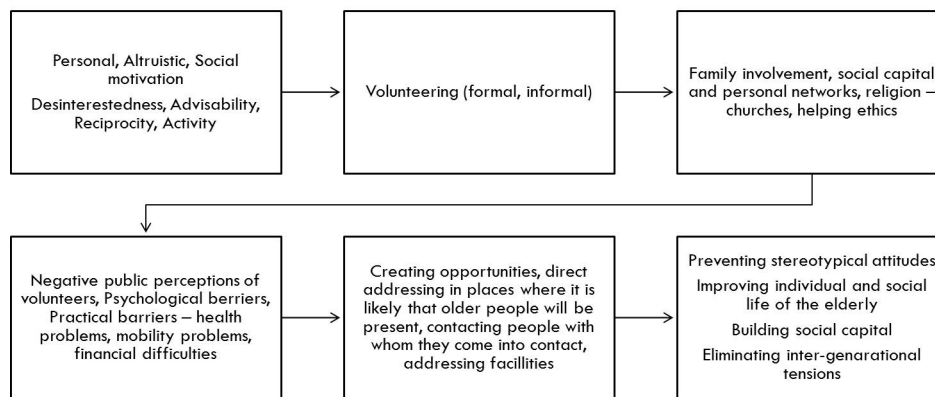 Personal, Altruistic, Social
motivation
Desinterestedness, Advisability,
Reciprocity, Activity
Volunteering (formal, informal)
Family involvement, social capital
and personal networks, religion –
churches, helping ethics
Negative public perceptions of
volunteers, Psychological berriers,
Practical barriers – health
problems, mobility problems,
financial difficulties
Creating opportunities, direct
addressing in places where it is
likely that older people will be
present, contacting people with
whom they come into contact,
addressing facillities
Preventing stereotypical attitudes
Improving individual and social
life of the elderly
Building social capital
Eliminating inter-genarational
tensions